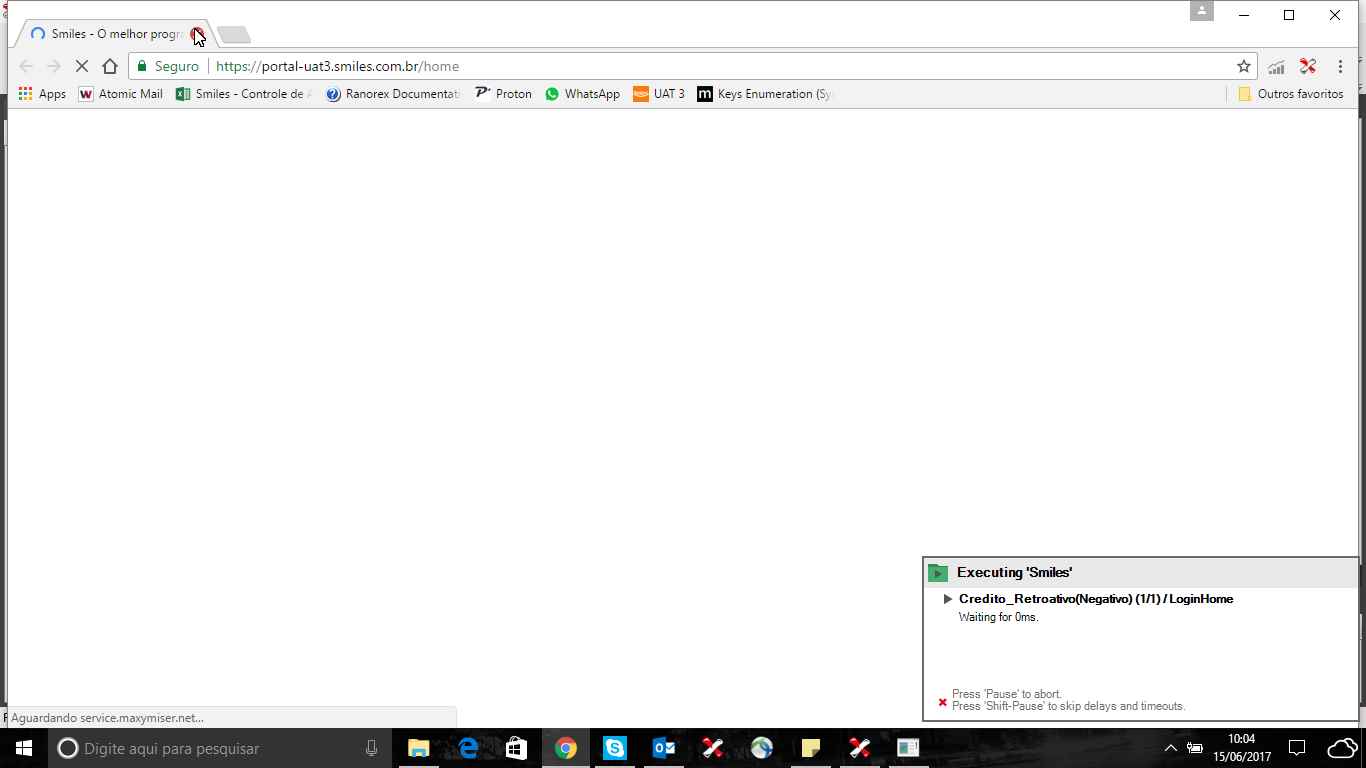 Smiles - O melhor progra
Seguro
https://portal-uat3.smiles.com.br/home
Apps
Atomic Mail
Smiles - Controle de
Ranorex Documentati
Proton
WhatsApp
UAT 3
Keys Enumeration (Sy
Outros favoritos
Executing 'Smiles'
Credito_Retroativo(Negativo) (1/1) / LoginHome
Waiting for 0ms.
Press 'Pause' to abort.
Press 'Shift-Pause' to skip delays and timeouts.
Aguardando service.maxymiser.net...
Digite aqui para pesquisar
10:04
15/06/2017